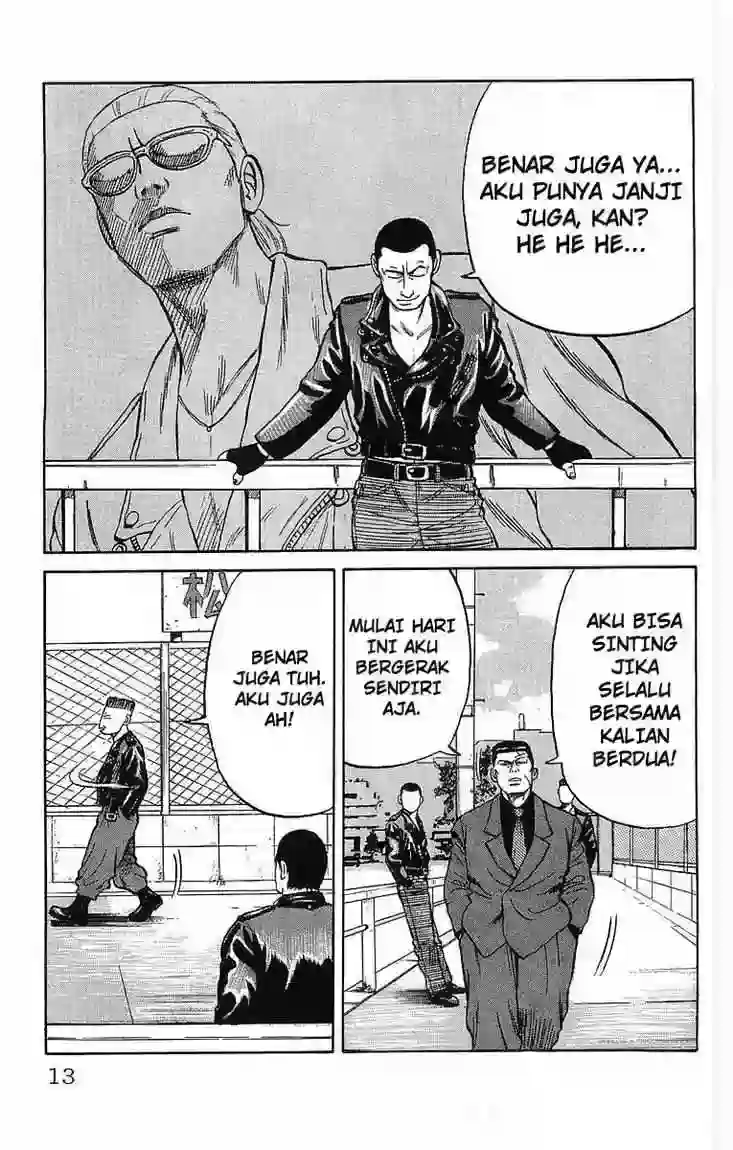 BENAR JUGA YA...
AKU PUNYA JANJI
JUGA, KAN?
HE HE HE...
AKU BISA
SINTING
JIKA
SELALU
BERSAMA
KALIAN
BERDUA!
MULAI HARI
INI AKU
BERGERAK
SENDIRI
AJA.
松
BENAR
JUGA TUH.
AKU JUGA
AH!
13